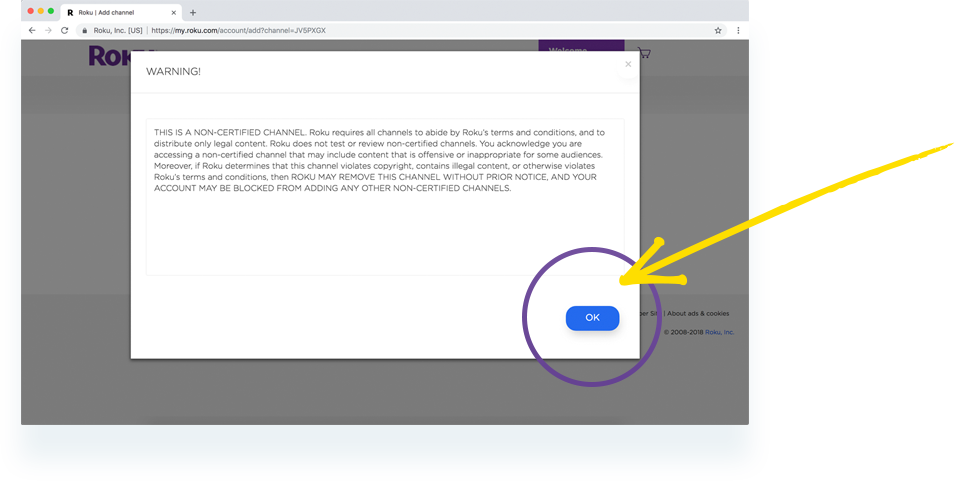 R Roku | Add channel
Roku, Inc. [US] | https://my.roku.com/account/add?channel=JV5PXGX
Welcome
WARNING!
THIS IS A NON-CERTIFIED CHANNEL. Roku requires all channels to abide by Roku's terms and conditions, and to
distribute only legal content. Roku does not test or review non-certified channels. You acknowledge you are
accessing a non-certified channel that may include content that is offensive or inappropriate for some audiences.
Moreover, if Roku determines that this channel violates copyright, contains illegal content, or otherwise violates
Roku's terms and conditions, then ROKU MAY REMOVE THIS CHANNEL WITHOUT PRIOR NOTICE, AND YOUR
ACCOUNT MAY BE BLOCKED FROM ADDING ANY OTHER NON-CERTIFIED CHANNELS.
OK
| About ads & cookies
© 2008-2018 Roku, Inc.